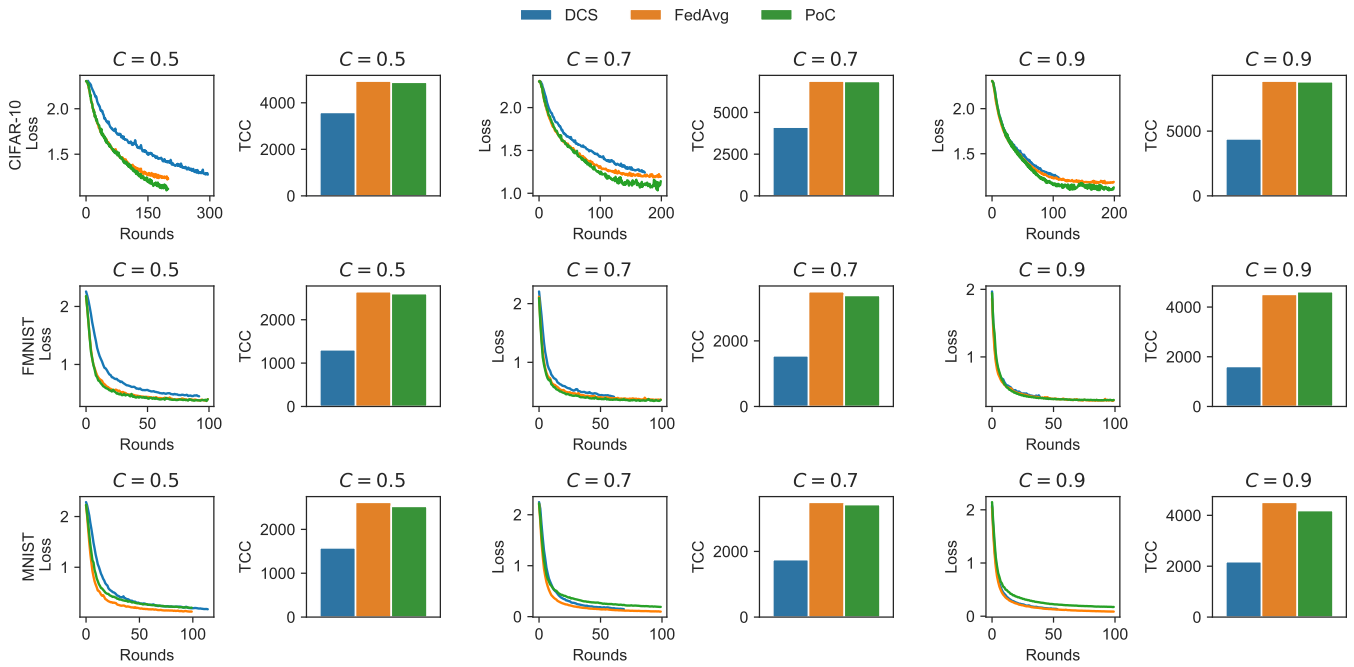 DCS FedAvg PoC
C = 0.5 C = 0.5 C = 0.7 C = 0.7 C = 0.9 C = 0.9
CIFAR-10
Loss
2.0
1.5
0 150 300
Rounds
TCC
4000
2000
0
Loss
2.0
1.5
1.0
0 100 200
Rounds
TCC
5000
2500
0
Loss
2.0
1.5
0 100 200
Rounds
TCC
5000
0
C = 0.5 C = 0.5 C = 0.7 C = 0.7 C = 0.9 C = 0.9
FMNIST
Loss
2
1
0 50 100
Rounds
TCC
2000
1000
0
Loss
2
1
0 50 100
Rounds
TCC
2000
0
Loss
2
1
0 50 100
Rounds
TCC
4000
2000
0
C = 0.5 C = 0.5 C = 0.7 C = 0.7 C = 0.9 C = 0.9
MNIST
Loss
2
1
0 50 100
Rounds
TCC
2000
1000
0
Loss
2
1
0
0 50 100
Rounds
TCC
2000
0
Loss
2
1
0
0 50 100
Rounds
TCC
4000
2000
0